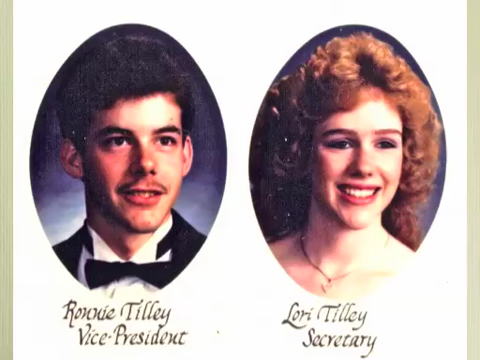 Ronnie Tilley
Vice-President
Lori Tilley
Secretary